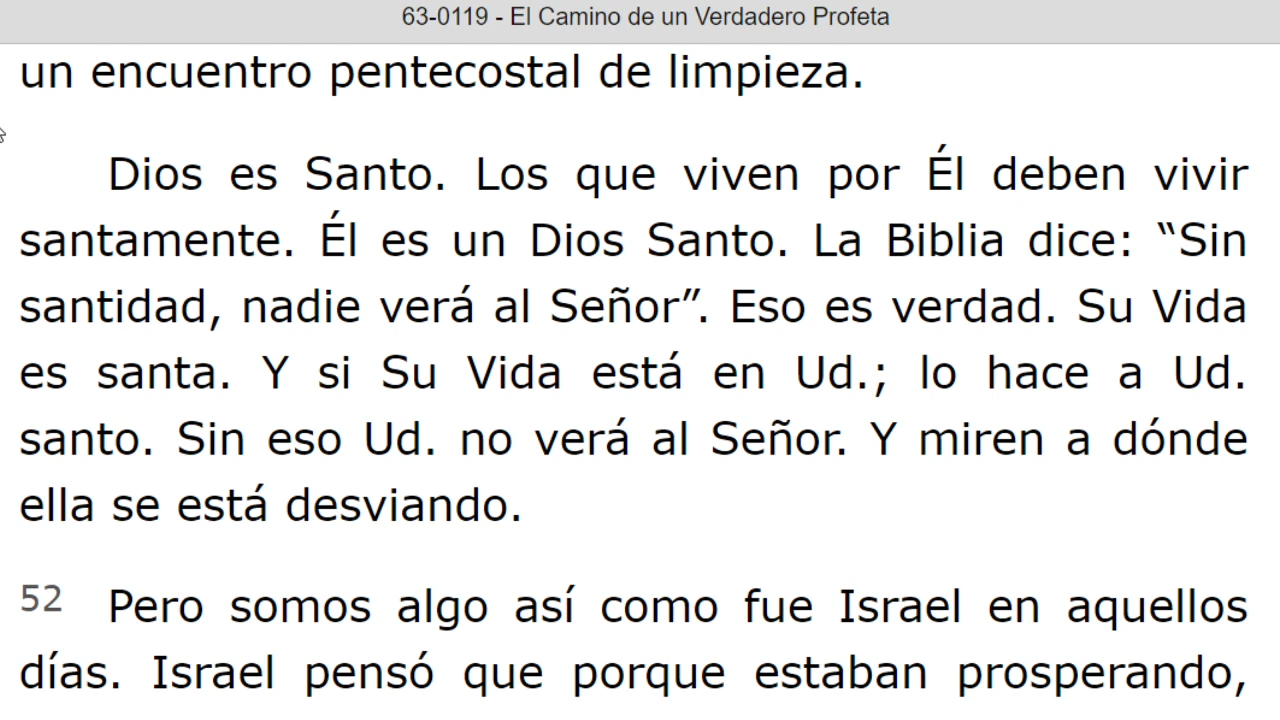 63-0119 - El Camino de un Verdadero Profeta
un encuentro pentecostal de limpieza.
Dios es Santo. Los que viven por Él deben vivir
santamente. Él es un Dios Santo. La Biblia dice: “Sin
santidad, nadie verá al Señor”. Eso es verdad. Su Vida
es santa. Y si Su Vida está en Ud.; lo hace a Ud.
santo. Sin eso Ud. no verá al Señor. Y miren a dónde
ella se está desviando.
52 Pero somos algo así como fue Israel en aquellos
días. Israel pensó que porque estaban prosperando,